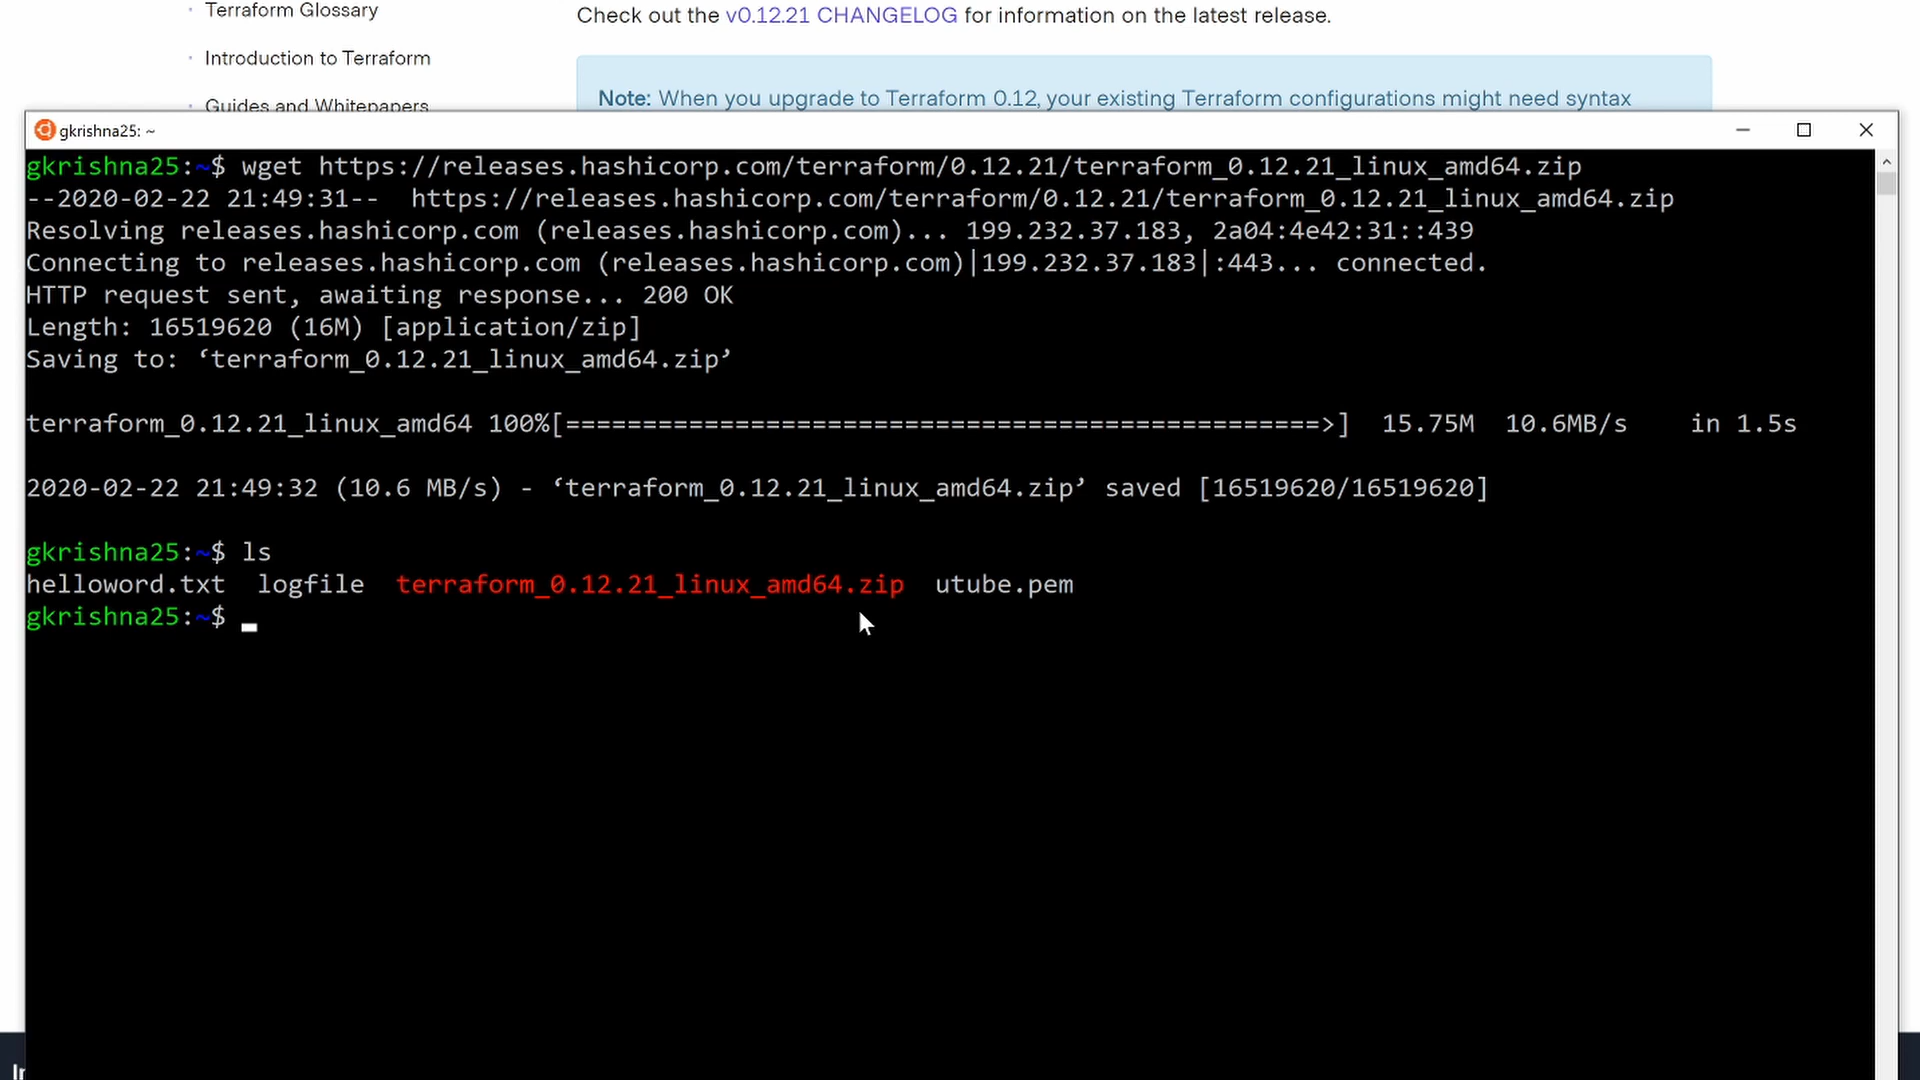 Terraform Glossary
Check out the v0.12.21 CHANGELOG for information on the latest release.
Introduction to Terraform
Guides and Whitepapers
Note: When you upgrade to Terraform 0.12, your existing Terraform configurations might need syntax
gkrishna25: ~
gkrishna25:~$ wget https://releases.hashicorp.com/terraform/0.12.21/terraform_0.12.21_linux_amd64.zip
--2020-02-22 21:49:31--  https://releases.hashicorp.com/terraform/0.12.21/terraform_0.12.21_linux_amd64.zip
Resolving releases.hashicorp.com (releases.hashicorp.com)... 199.232.37.183, 2a04:4e42:31::439
Connecting to releases.hashicorp.com (releases.hashicorp.com)|199.232.37.183|:443... connected.
HTTP request sent, awaiting response... 200 OK
Length: 16519620 (16M) [application/zip]
Saving to: ‘terraform_0.12.21_linux_amd64.zip’
terraform_0.12.21_linux_amd64 100%[=================================================>]  15.75M  10.6MB/s    in 1.5s
2020-02-22 21:49:32 (10.6 MB/s) - ‘terraform_0.12.21_linux_amd64.zip’ saved [16519620/16519620]
gkrishna25:~$ ls
helloword.txt  logfile  terraform_0.12.21_linux_amd64.zip  utube.pem
gkrishna25:~$